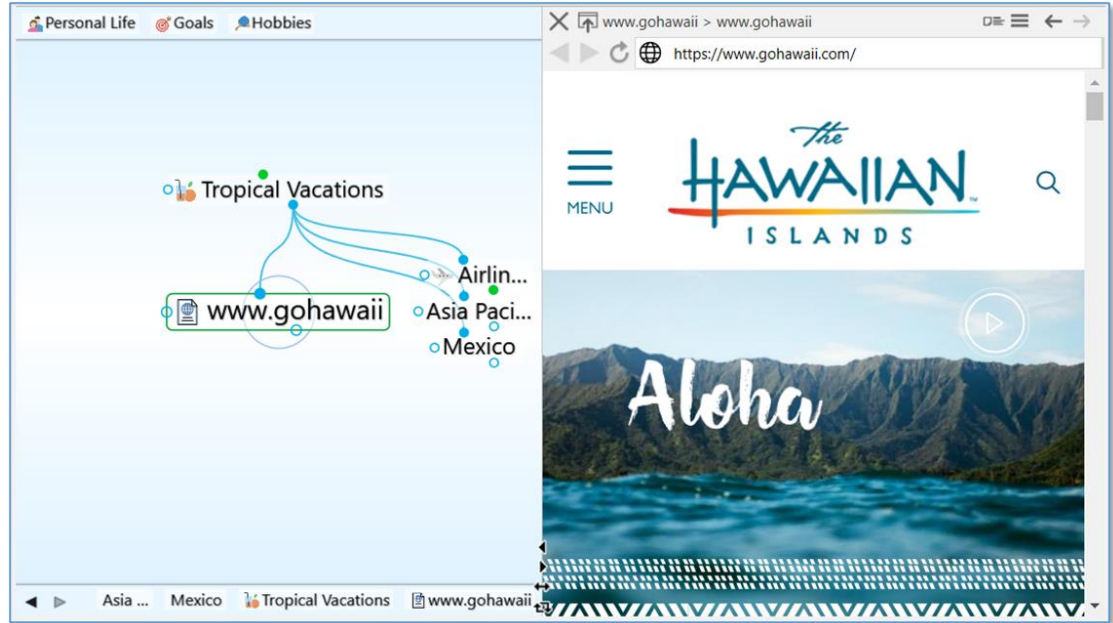 Personal Life Goals Hobbies
www.gohawaii > www.gohawaii
https://www.gohawaii.com/
Tropical Vacations
Airlin...
www.gohawaii
Asia Paci...
Mexico
The
HAWAIIAN
ISLANDS
MENU
Aloha
Asia ... Mexico Tropical Vacations www.gohawaii